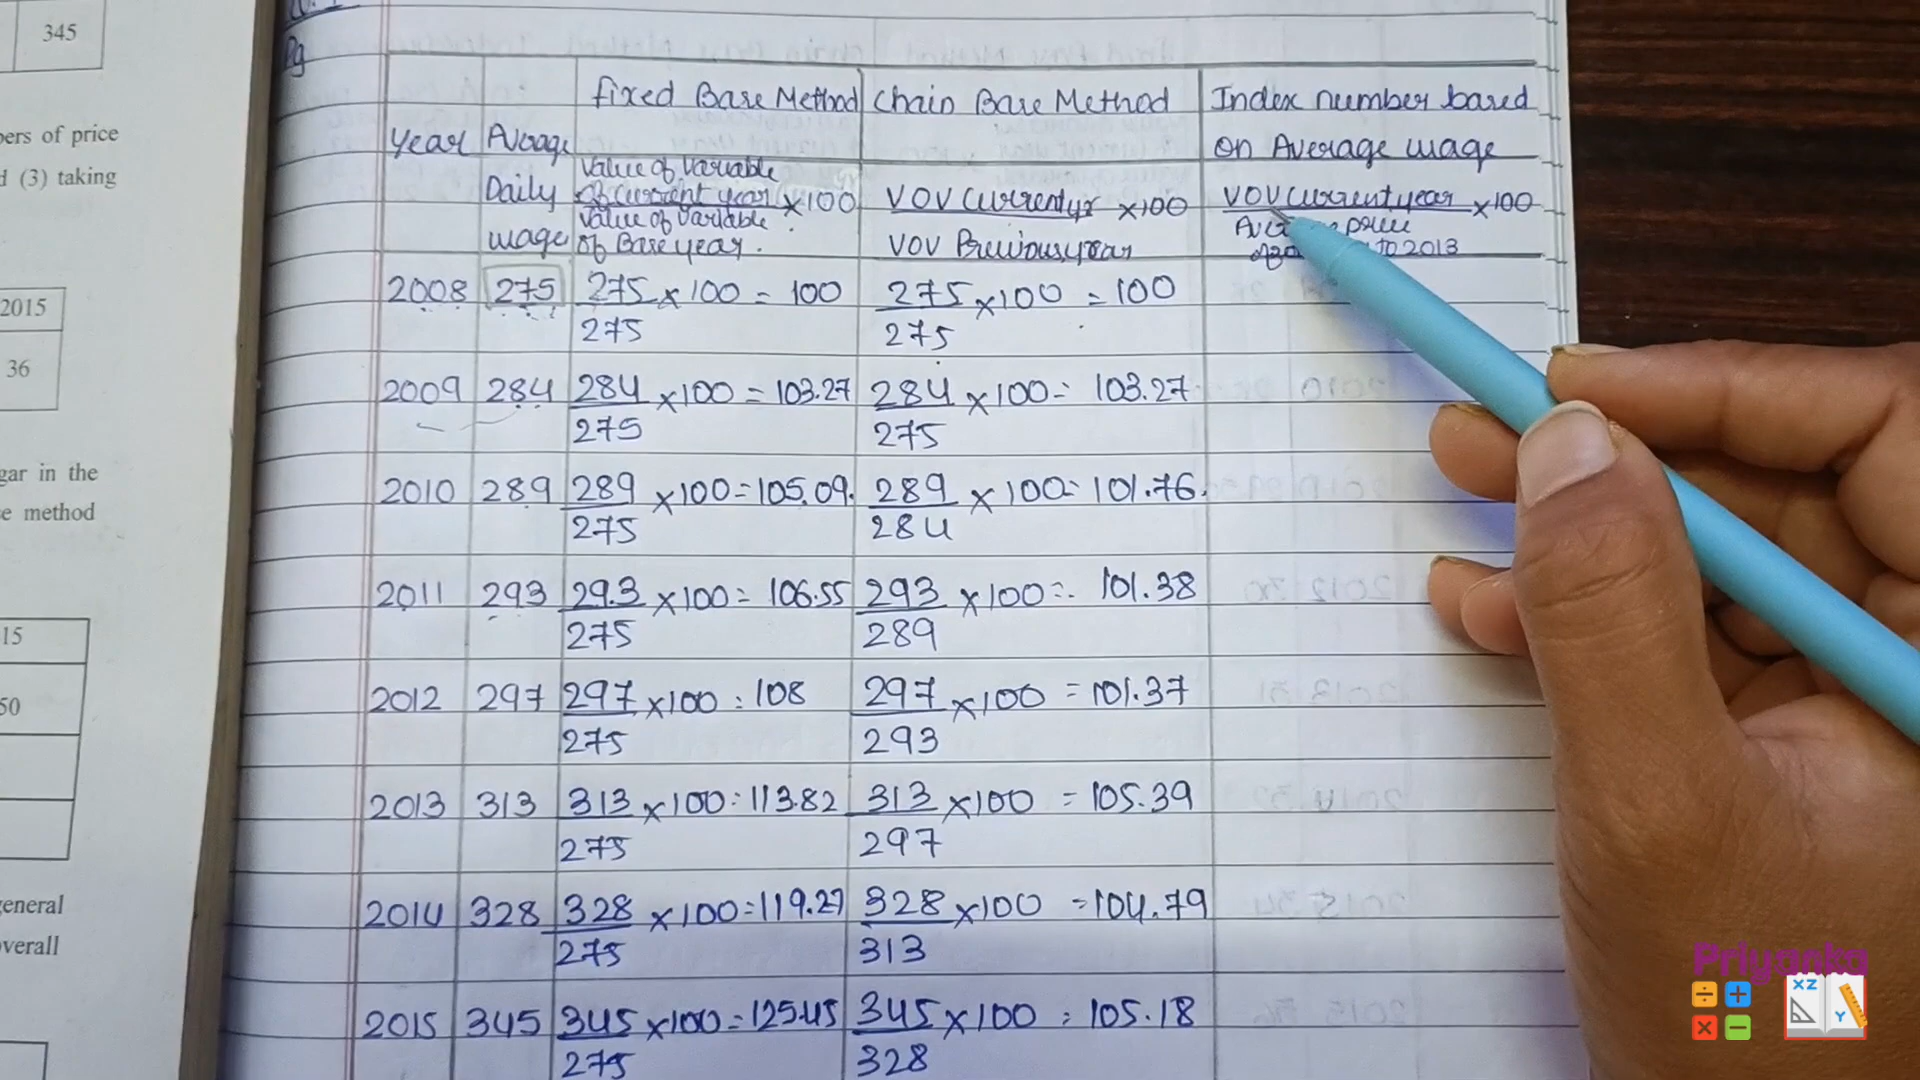 345
Pg
ers of price
(3) taking
2015
36
gar in the
e method
15
50
general
verall
fixed Base Method Chain Base Method Index number based
Year Avoage on Average wage
Daily Value of Variable of current year ×100 VOV Current yr ×100 VOV Current year ×100
wage Value of Variable of Base year. VOV Previous year price to 2013
2008 275 275 ×100 = 100 275 ×100 = 100
275 275
2009 284 284 ×100 = 103.27 284 ×100 = 103.27
275 275
2010 289 289 ×100 = 105.09. 289 ×100 = 101.76.
275 284
2011 293 293 ×100 = 106.55 293 ×100 = 101.38
275 289
2012 297 297 ×100 : 108 297 ×100 = 101.37
275 293
2013 313 313 ×100 : 113.82 313 ×100 = 105.39
275 297
2014 328 328 ×100 = 119.27 328 ×100 = 104.79
275 313
2015 345 345 ×100 = 125.45 345 ×100 : 105.18
275 328
Priyanka
XZ
Y